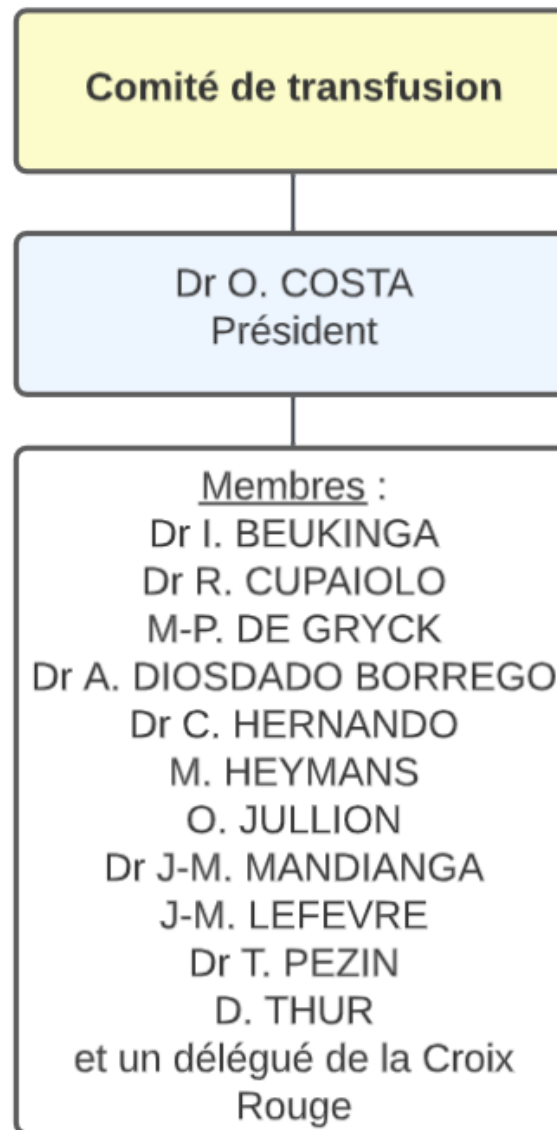 Comité de transfusion
Dr O. COSTA
Président
Membres :
Dr I. BEUKINGA
Dr R. CUPAIOLO
M-P. DE GRYCK
Dr A. DIOSDADO BORREGO
Dr C. HERNANDO
M. HEYMANS
O. JULLION
Dr J-M. MANDIANGA
J-M. LEFEVRE
Dr T. PEZIN
D. THUR
et un délégué de la Croix
Rouge